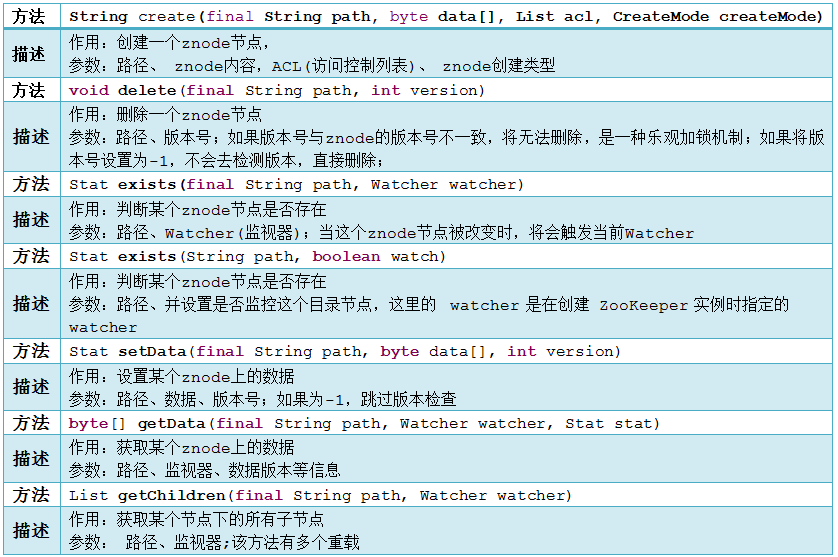 方法 String create(final String path, byte data[], List acl, CreateMode createMode)
描述 作用：创建一个znode节点，
参数：路径、 znode内容，ACL(访问控制列表)、 znode创建类型
方法 void delete(final String path, int version)
描述 作用：删除一个znode节点
参数：路径、版本号；如果版本号与znode的版本号不一致，将无法删除，是一种乐观加锁机制；如果将版
本号设置为-1，不会去检测版本，直接删除；
方法 Stat exists(final String path, Watcher watcher)
描述 作用：判断某个znode节点是否存在
参数：路径、Watcher(监视器)；当这个znode节点被改变时，将会触发当前Watcher
方法 Stat exists(String path, boolean watch)
描述 作用：判断某个znode节点是否存在
参数：路径、并设置是否监控这个目录节点，这里的 watcher 是在创建 ZooKeeper 实例时指定的
watcher
方法 Stat setData(final String path, byte data[], int version)
描述 作用：设置某个znode上的数据
参数：路径、数据、版本号；如果为-1，跳过版本检查
方法 byte[] getData(final String path, Watcher watcher, Stat stat)
描述 作用：获取某个znode上的数据
参数：路径、监视器、数据版本等信息
方法 List getChildren(final String path, Watcher watcher)
描述 作用：获取某个节点下的所有子节点
参数： 路径、监视器;该方法有多个重载